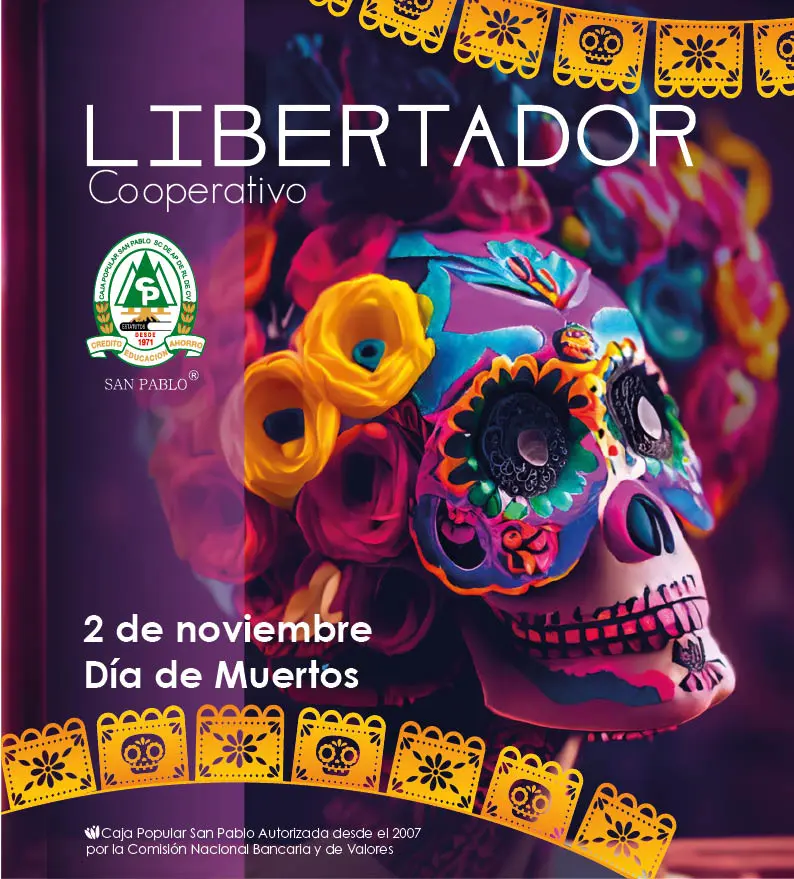 LIBERTADOR
Cooperativo
CAJA POPULAR SAN PABLO SC DE AP DE RL DE CV
CP
ESTATUTOS
DESDE
1971
CREDITO EDUCACION AHORRO
SAN PABLO®
2 de noviembre
Día de Muertos
Caja Popular San Pablo Autorizada desde el 2007
por la Comisión Nacional Bancaria y de Valores